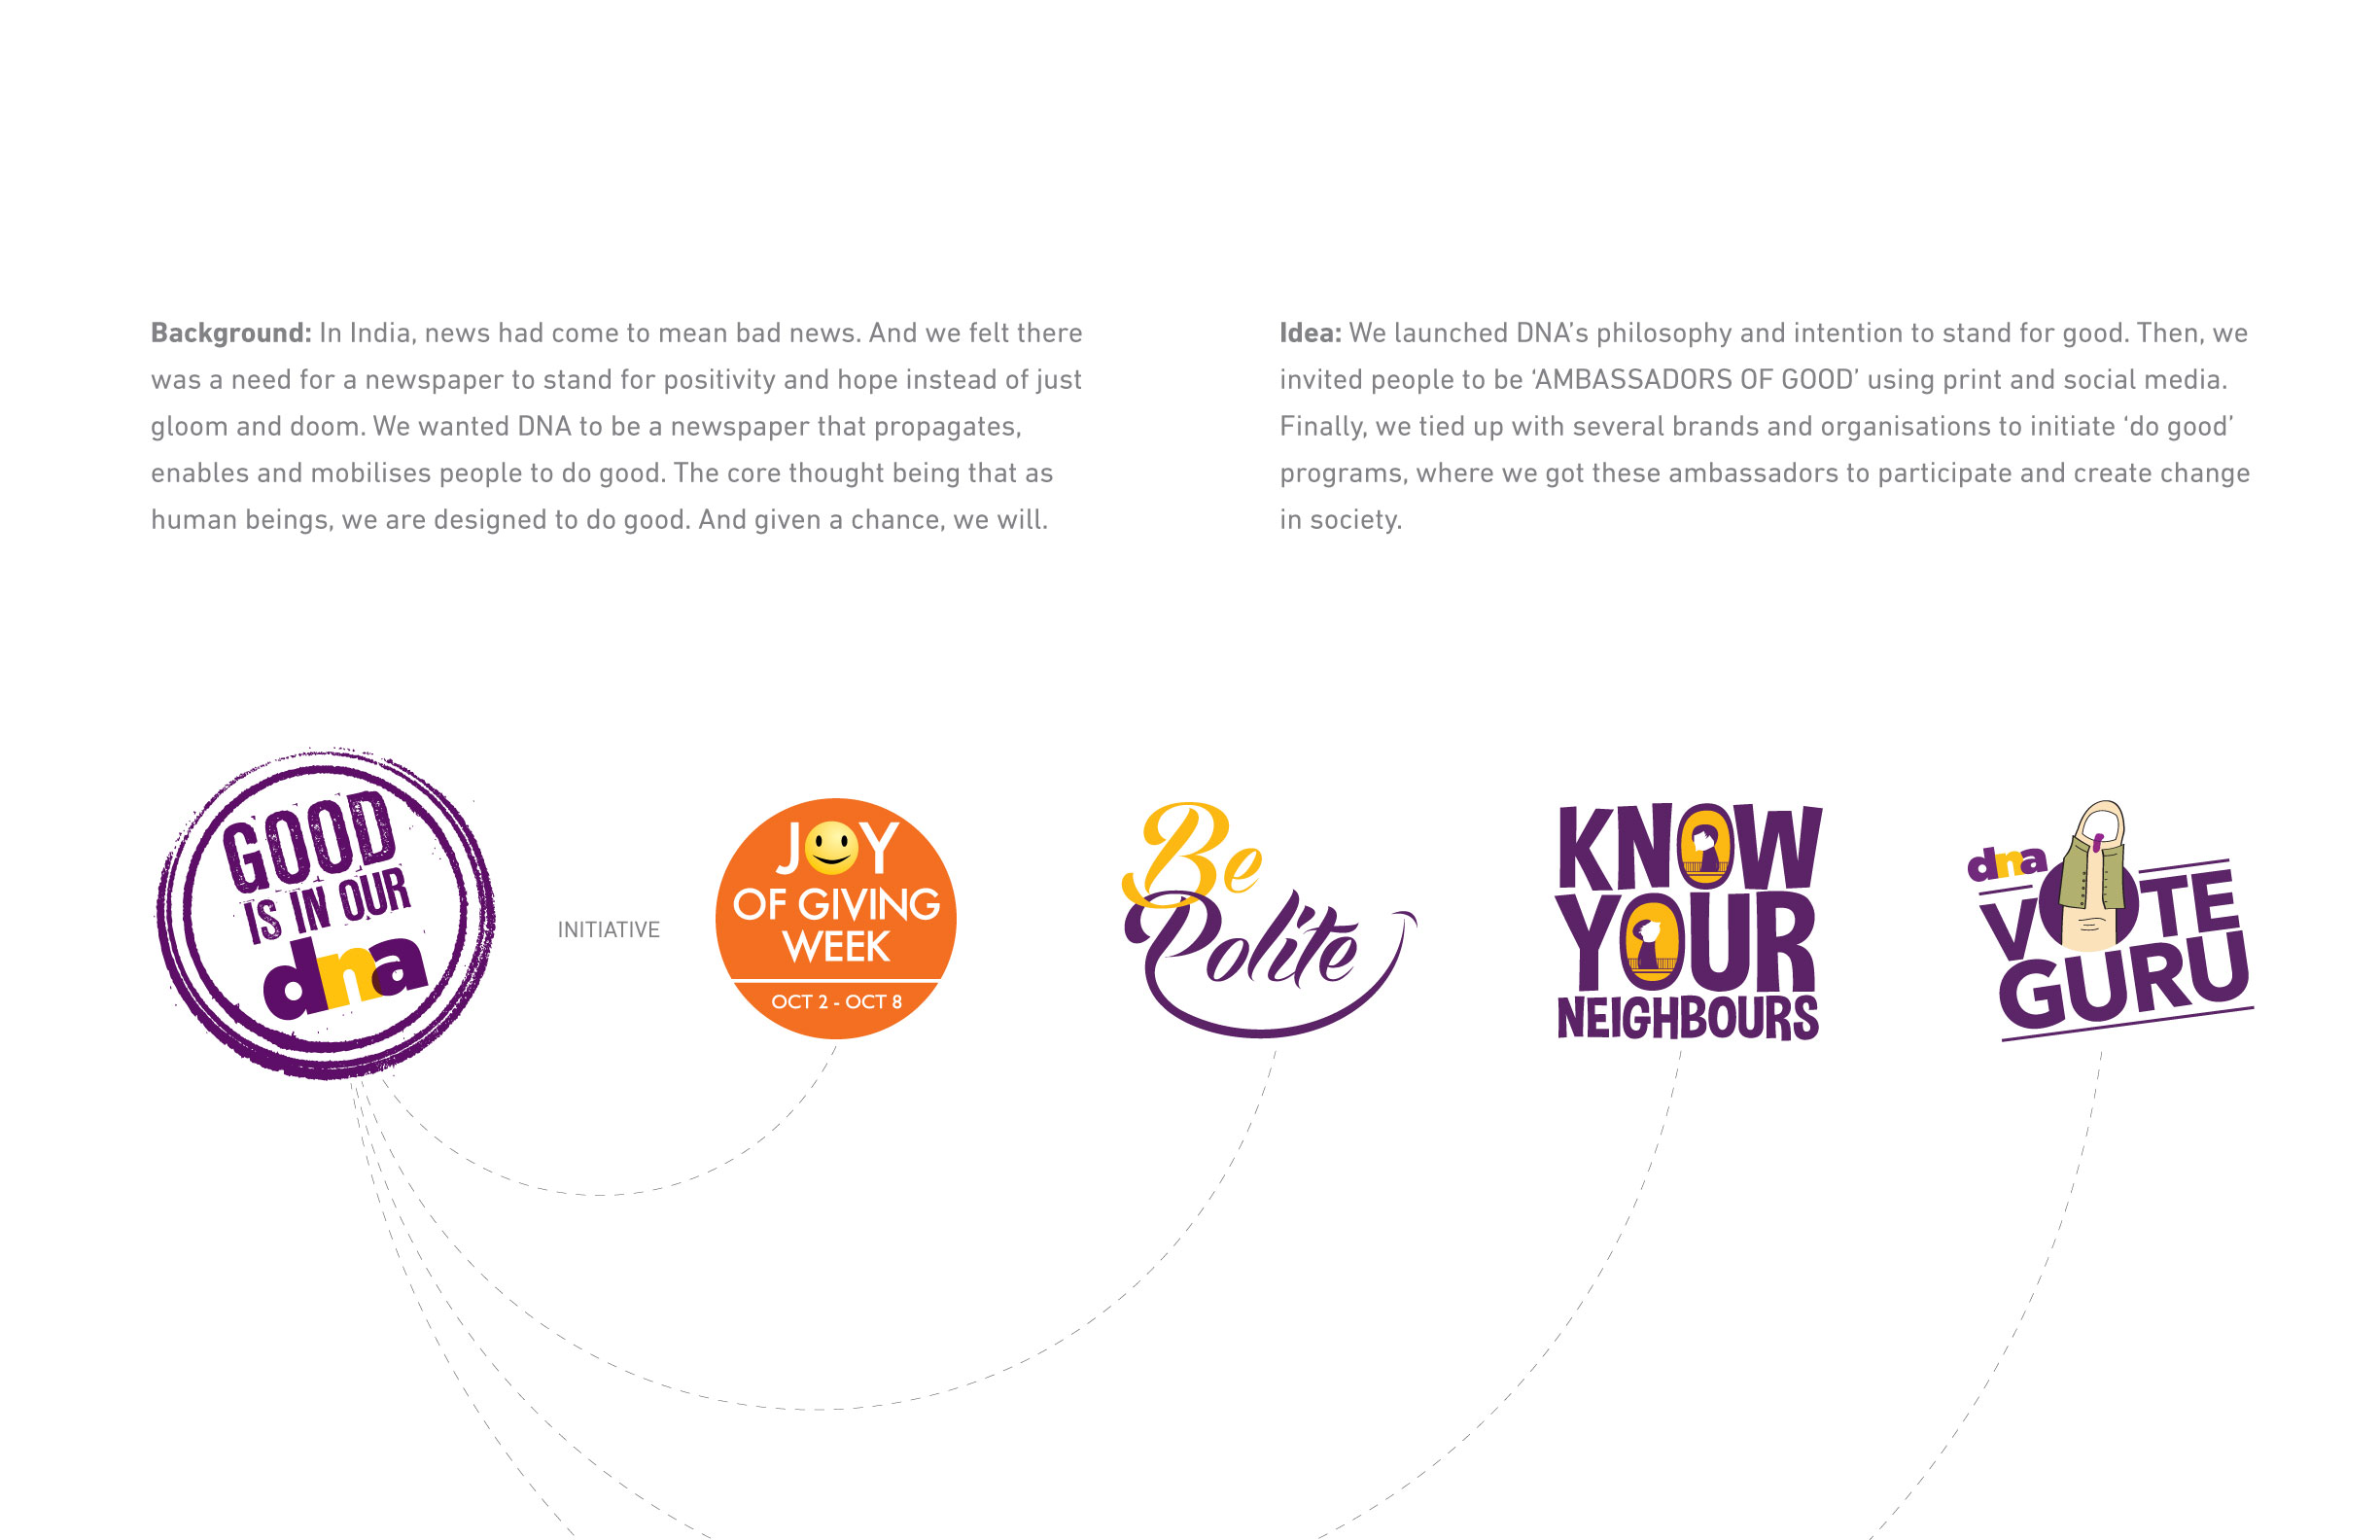 Background: In India, news had come to mean bad news. And we felt there
was a need for a newspaper to stand for positivity and hope instead of just
gloom and doom. We wanted DNA to be a newspaper that propagates,
enables and mobilises people to do good. The core thought being that as
human beings, we are designed to do good. And given a chance, we will.
Idea: We launched DNA’s philosophy and intention to stand for good. Then, we
invited people to be ‘AMBASSADORS OF GOOD’ using print and social media.
Finally, we tied up with several brands and organisations to initiate ‘do good’
programs, where we got these ambassadors to participate and create change
in society.
GOOD
IS IN OUR
dna
INITIATIVE
JOY
OF GIVING
WEEK
OCT 2 - OCT 8
Be
Polite
KNOW
YOUR
NEIGHBOURS
dna
VOTE
GURU